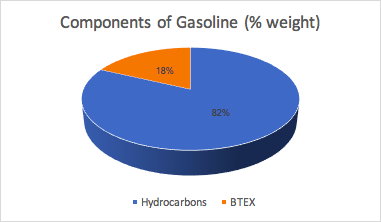 Components of Gasoline (% weight)
18%
82%
Hydrocarbons BTEX